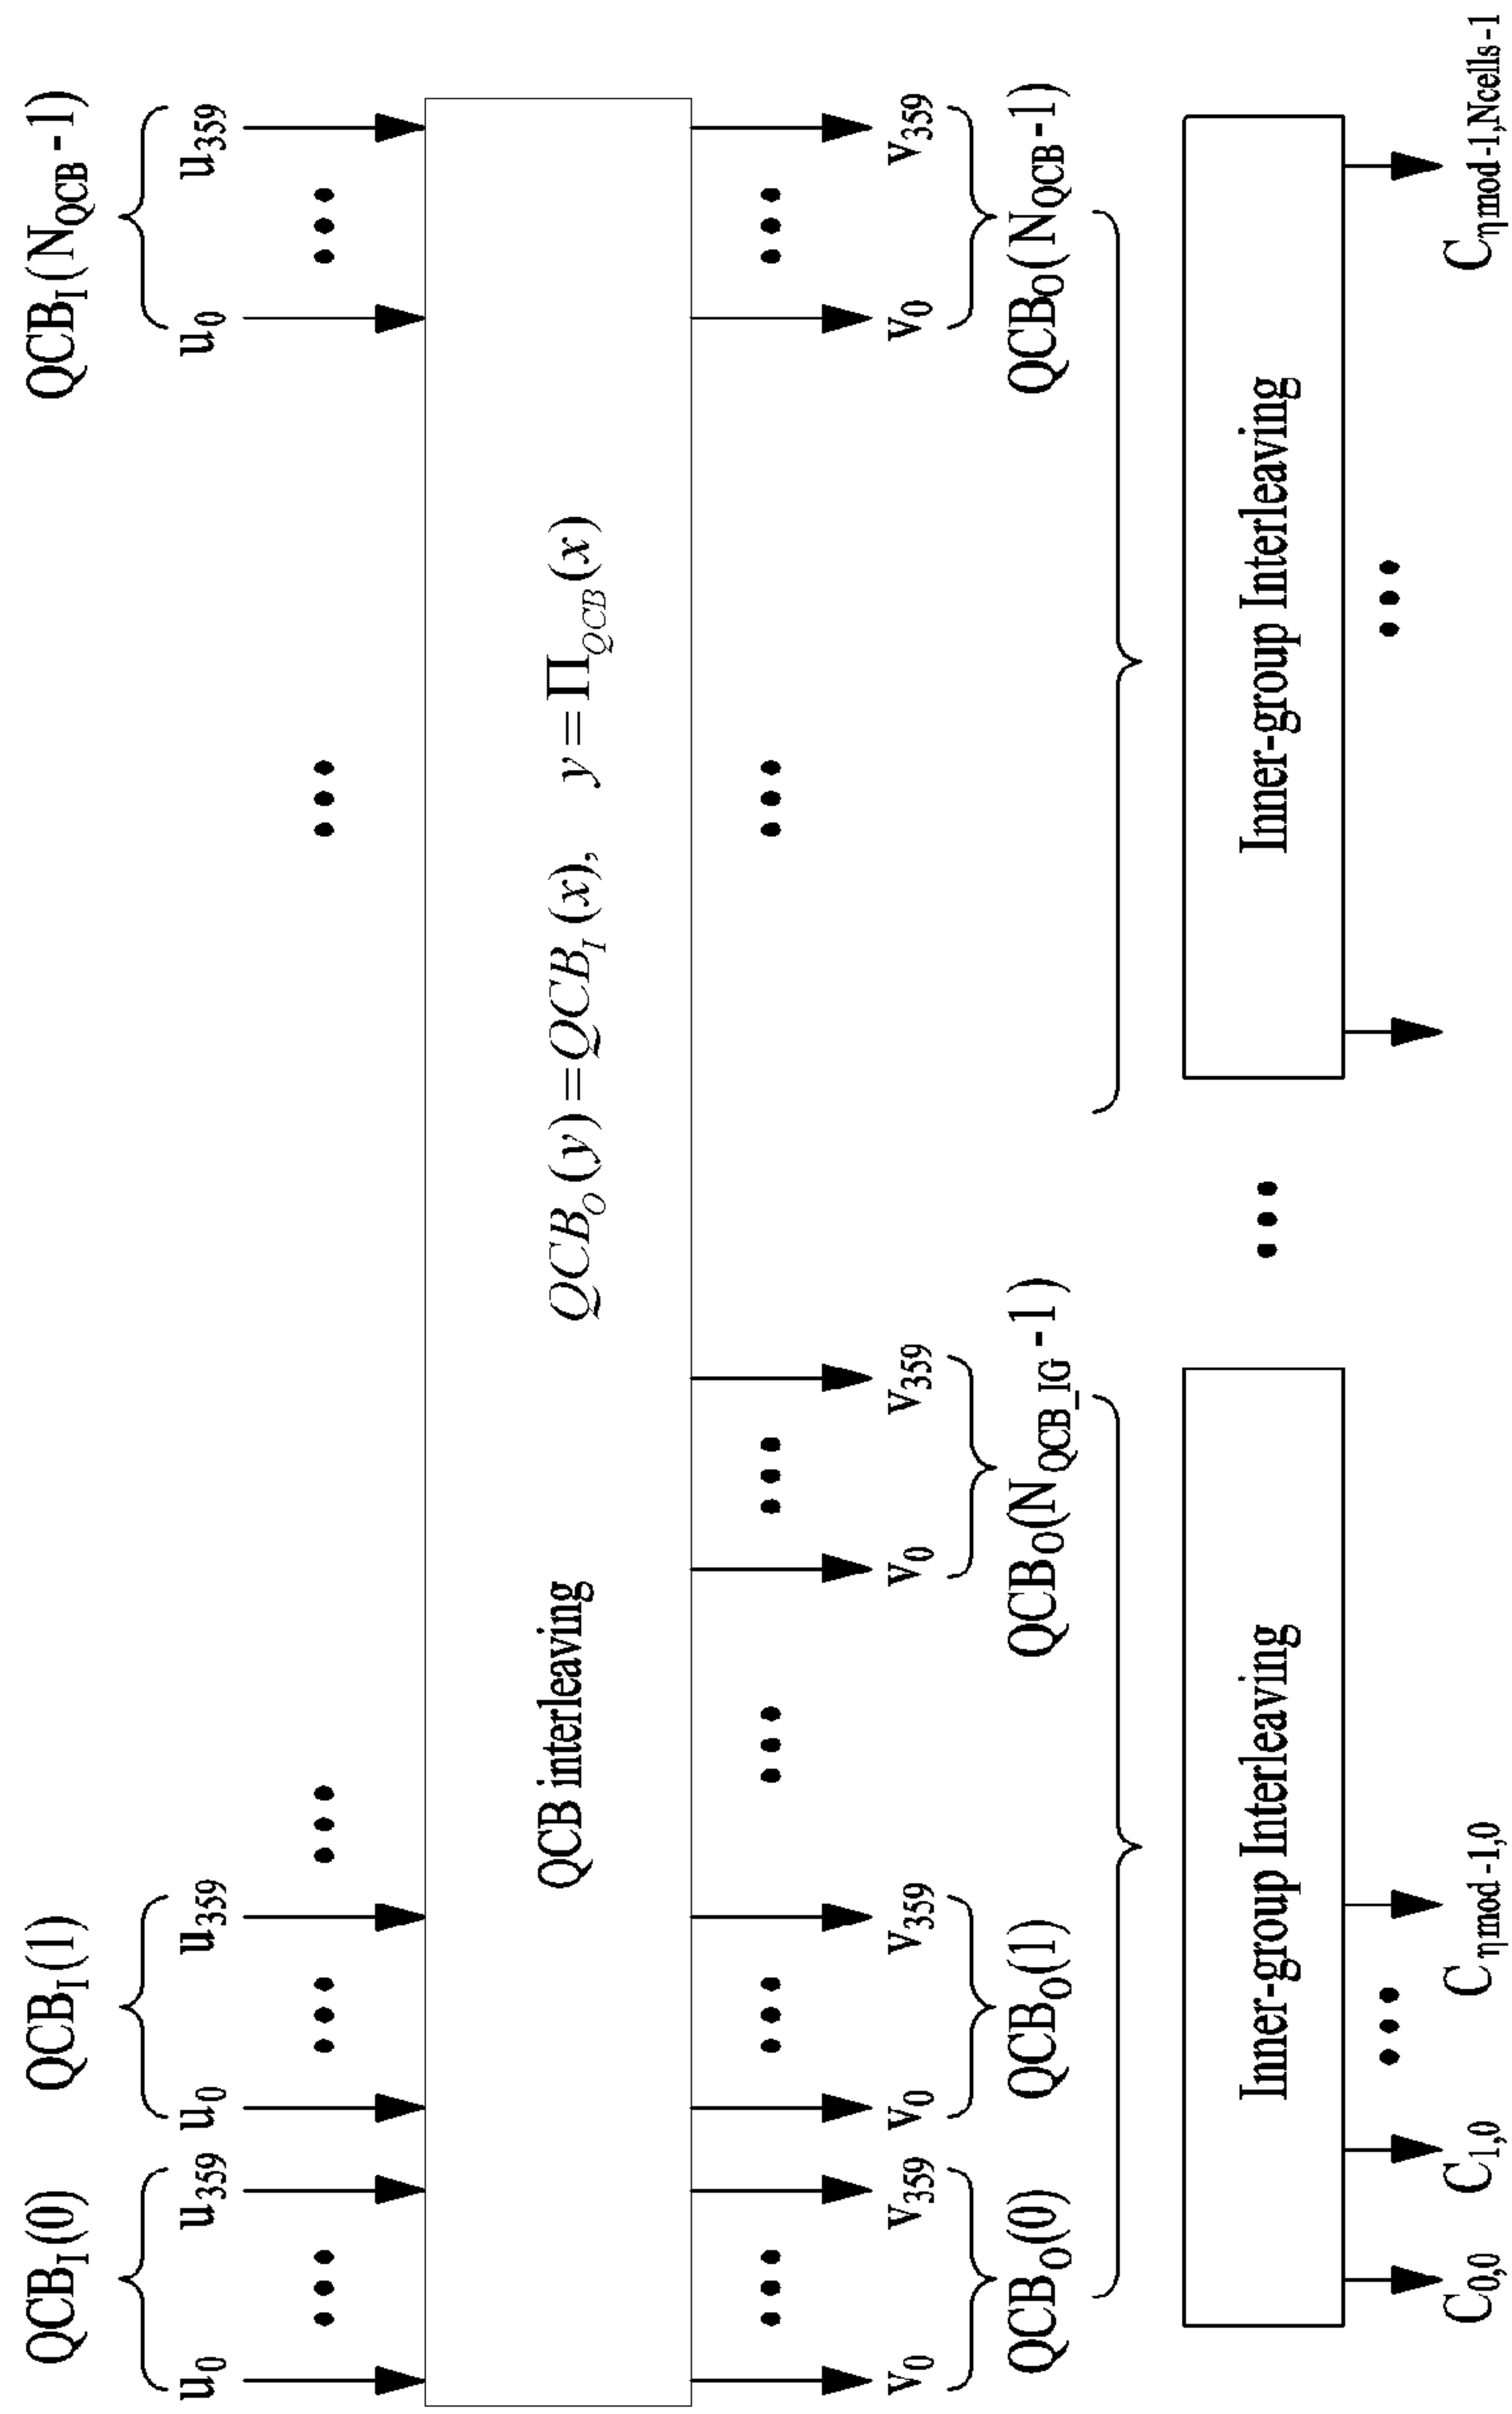 QCB_I(0) QCB_I(1) QCB_I(N_QCB-1)
u_0 ••• u_359 u_0 ••• u_359 ••• ••• u_0 ••• u_359
QCB interleaving QCB_O(y)=QCB_I(x), y=Π_QCB(x)
v_0 ••• v_359 v_0 ••• v_359 ••• v_0 ••• v_359 ••• v_0 ••• v_359
QCB_O(0) QCB_O(1) QCB_O(N_QCB_IG-1) QCB_O(N_QCB-1)
Inner-group Interleaving ••• Inner-group Interleaving
C_0,0 C_1,0 ••• C_ηmod-1,0 ••• C_ηmod-1,Ncells-1